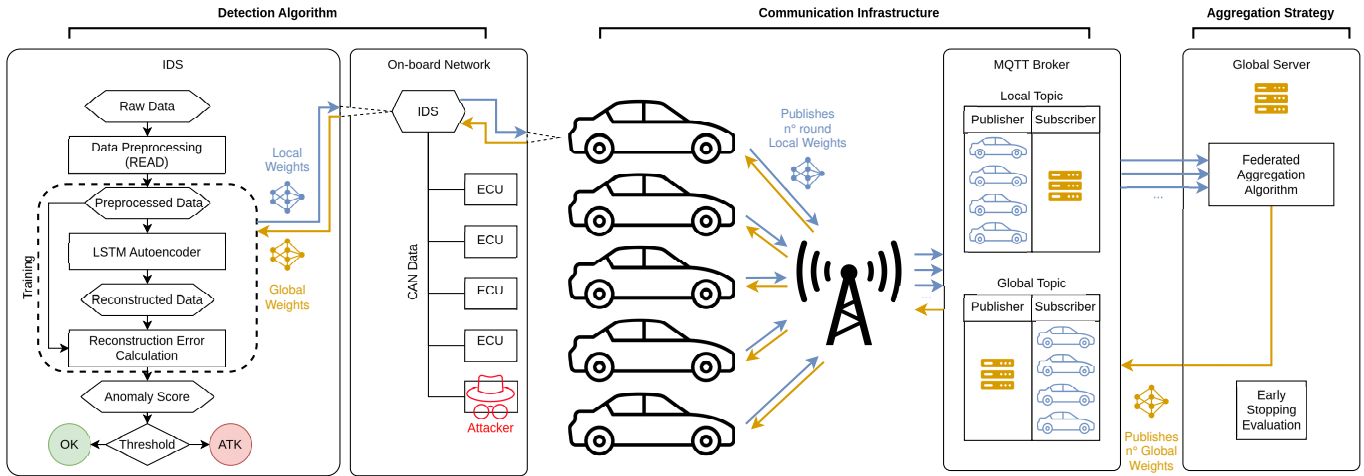 Detection Algorithm
Communication Infrastructure
Aggregation Strategy
IDS
Raw Data
Data Preprocessing
(READ)
Preprocessed Data
LSTM Autoencoder
Reconstructed Data
Reconstruction Error
Calculation
Training
Anomaly Score
OK
Threshold
ATK
Local
Weights
Global
Weights
On-board Network
IDS
CAN Data
ECU
ECU
ECU
ECU
Attacker
Publishes
n° round
Local Weights
MQTT Broker
Local Topic
Publisher
Subscriber
Global Topic
Publisher
Subscriber
...
Publishes
n° Global
Weights
Global Server
Federated
Aggregation
Algorithm
Early
Stopping
Evaluation